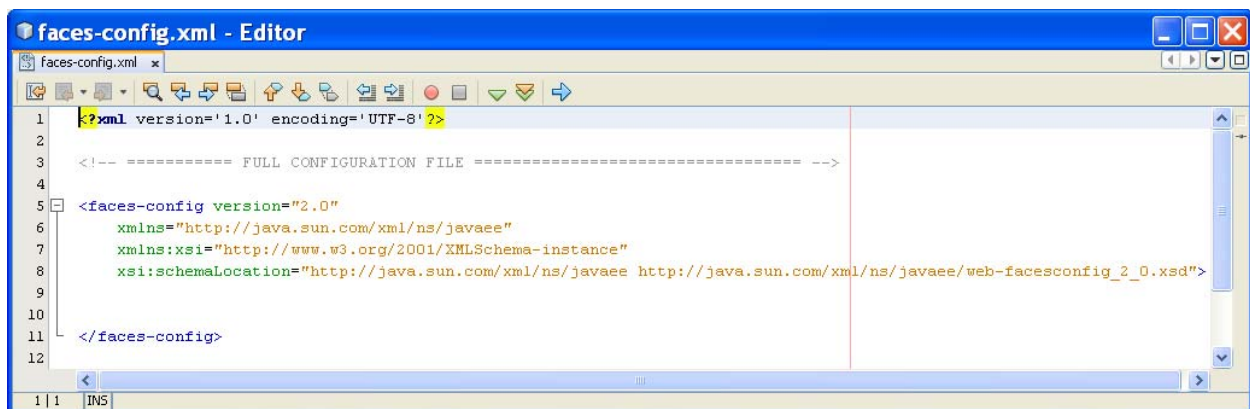 faces-config.xml - Editor
faces-config.xml x
1 <?xml version='1.0' encoding='UTF-8'?>
2
3 <!-- =========== FULL CONFIGURATION FILE ================================== -->
4
5 <faces-config version="2.0"
6 xmlns="http://java.sun.com/xml/ns/javaee"
7 xmlns:xsi="http://www.w3.org/2001/XMLSchema-instance"
8 xsi:schemaLocation="http://java.sun.com/xml/ns/javaee http://java.sun.com/xml/ns/javaee/web-facesconfig_2_0.xsd">
9
10
11 </faces-config>
12
1|1 INS